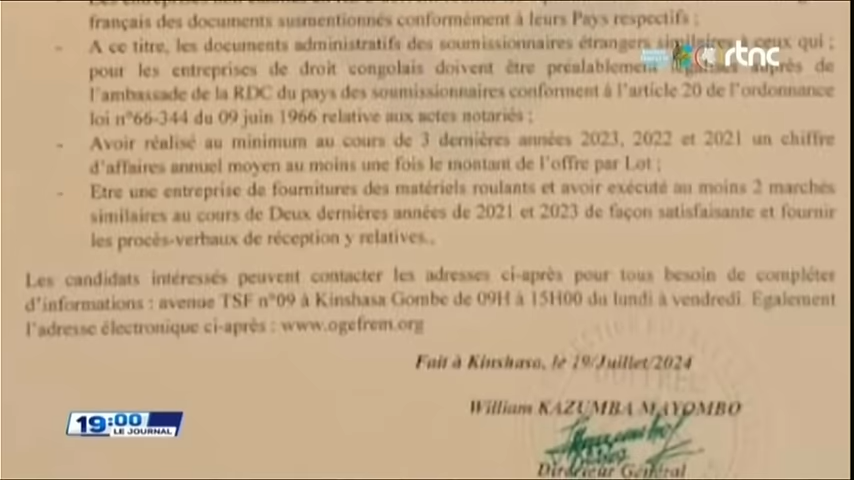 français des documents susmentionnés conformément à leurs Pays respectifs ;
- A ce titre, les documents administratifs des soumissionnaires étrangers similaires à ceux qui ;
pour les entreprises de droit congolais doivent être préalablement légalisés auprès de
l'ambassade de la RDC du pays des soumissionnaires conforment à l'article 20 de l'ordonnance
loi n°66-344 du 09 juin 1966 relative aux actes notariés ;
- Avoir réalisé au minimum au cours de 3 dernières années 2023, 2022 et 2021 un chiffre
d'affaires annuel moyen au moins une fois le montant de l'offre par Lot ;
- Etre une entreprise de fournitures des matériels roulants et avoir exécuté au moins 2 marchés
similaires au cours de Deux dernières années de 2021 et 2023 de façon satisfaisante et fournir
les procès-verbaux de réception y relatives.
Les candidats intéressés peuvent contacter les adresses ci-après pour tous besoin de compléter
d'informations : avenue TSF n°09 à Kinshasa Gombe de 09H à 15H00 du lundi à vendredi. Egalement
l'adresse électronique ci-après : www.ogefrem.org
Fait à Kinshasa, le 19/Juillet/2024
William KAZUMBA MAYOMBO
Directeur Général
rtnc
19:00
LE JOURNAL